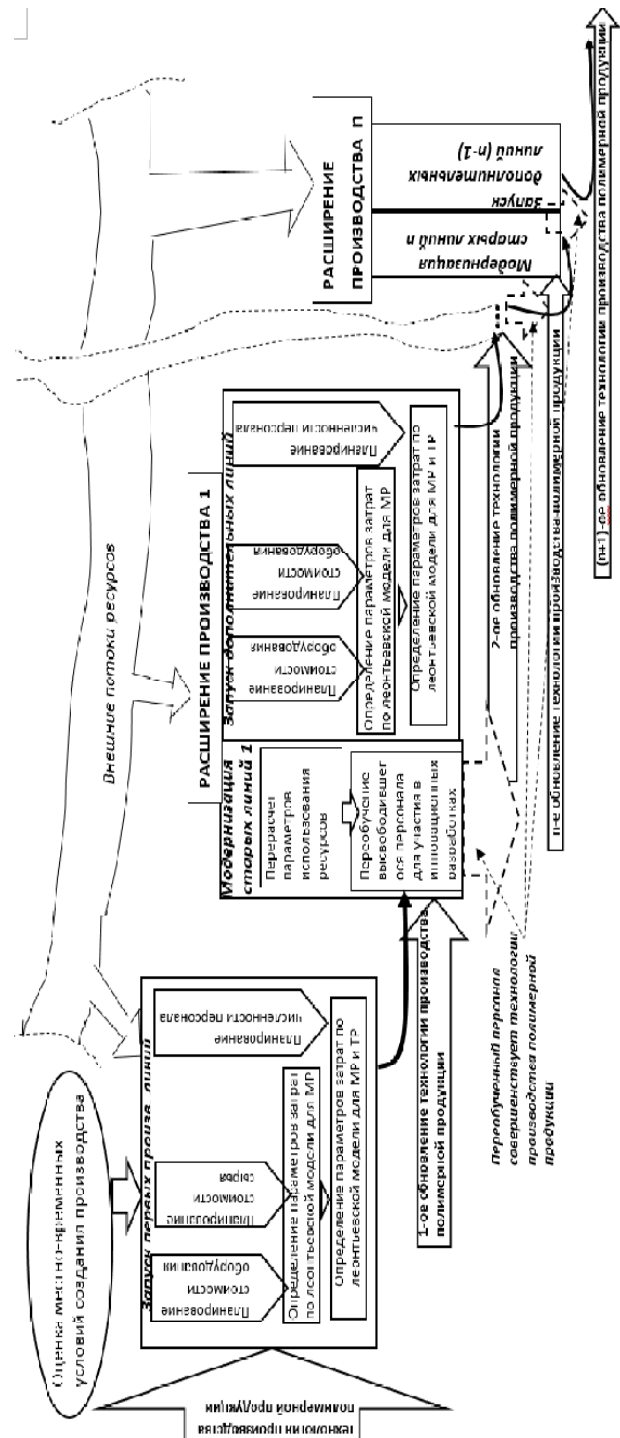 Оценка местно-временных
условий создания производства
Внешние потоки ресурсов
технологии производства
полимерной продукции
Запуск первых произв. линий
Планирование
стоимости
оборудования
Планирование
стоимости
сырья
Планирование
численности персонала
Определение параметров затрат
по леонтьевской модели для МР
Определение параметров затрат по
леонтьевской модели для МР и ТР
1-ое обновление технологии производства
полимерной продукции
РАСШИРЕНИЕ ПРОИЗВОДСТВА 1
Модернизация
старых линий 1
Перерасчет
параметров
использования
ресурсов
Переобучение
высвободившег
ося персонала
для участия в
инновационных
разработках
Запуск дополнительных линий
Планирование
стоимости
оборудования
Планирование
стоимости
оборудования
Планирование
численности персонала
Определение параметров затрат
по леонтьевской модели для МР
Определение параметров затрат по
леонтьевской модели для МР и ТР
2-ое обновление технологии
производства полимерной продукции
Переобученный персонал
совершенствует технологии
производства полимерной
продукции
РАСШИРЕНИЕ
ПРОИЗВОДСТВА n
Модернизация
старых линий n
Запуск
дополнительных
линий (n-1)
n-е обновление технологии производства полимерной продукции
(n+1)-ое обновление технологии производства полимерной продукции